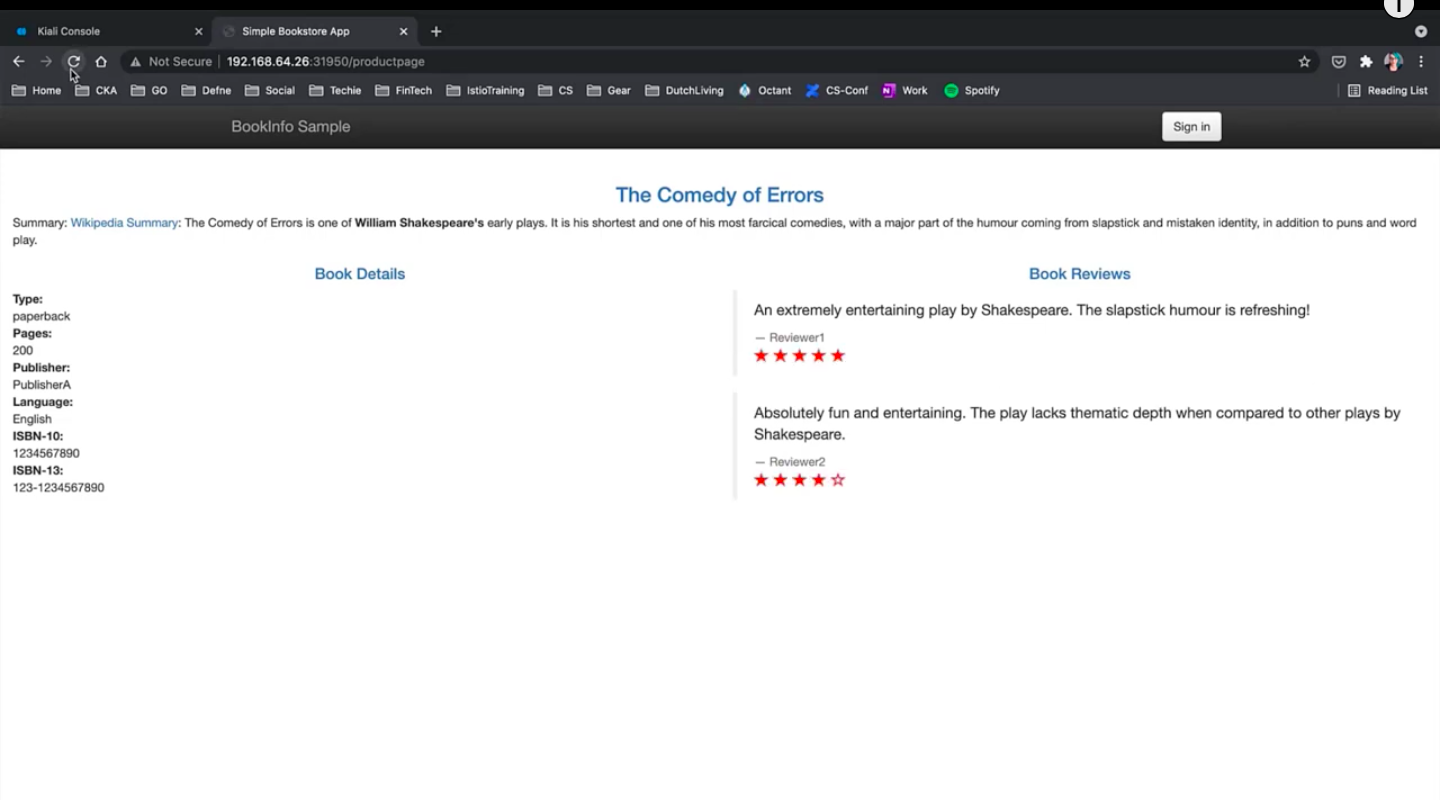 Kiali Console
Simple Bookstore App
Not Secure | 192.168.64.26:31950/productpage
Home CKA GO Defne Social Techie FinTech IstioTraining CS Gear DutchLiving Octant CS-Conf Work Spotify Reading List
BookInfo Sample
Sign in
The Comedy of Errors
Summary: Wikipedia Summary: The Comedy of Errors is one of William Shakespeare's early plays. It is his shortest and one of his most farcical comedies, with a major part of the humour coming from slapstick and mistaken identity, in addition to puns and word
play.
Book Details
Type:
paperback
Pages:
200
Publisher:
PublisherA
Language:
English
ISBN-10:
1234567890
ISBN-13:
123-1234567890
Book Reviews
An extremely entertaining play by Shakespeare. The slapstick humour is refreshing!
— Reviewer1
Absolutely fun and entertaining. The play lacks thematic depth when compared to other plays by
Shakespeare.
— Reviewer2